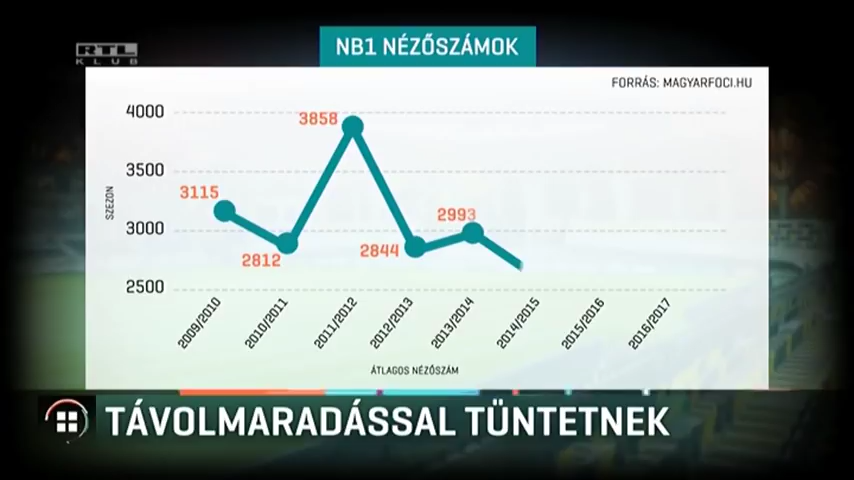 NB1 NÉZŐSZÁMOK
RTL
KLUB
FORRÁS: MAGYARFOCI.HU
4000
3858
3500
3115
SZEZON
3000
2993
2844
2812
2500
2009/2010
2010/2011
2011/2012
2012/2013
2013/2014
2014/2015
2015/2016
2016/2017
ÁTLAGOS NÉZŐSZÁM
TÁVOLMARADÁSSAL TÜNTETNEK